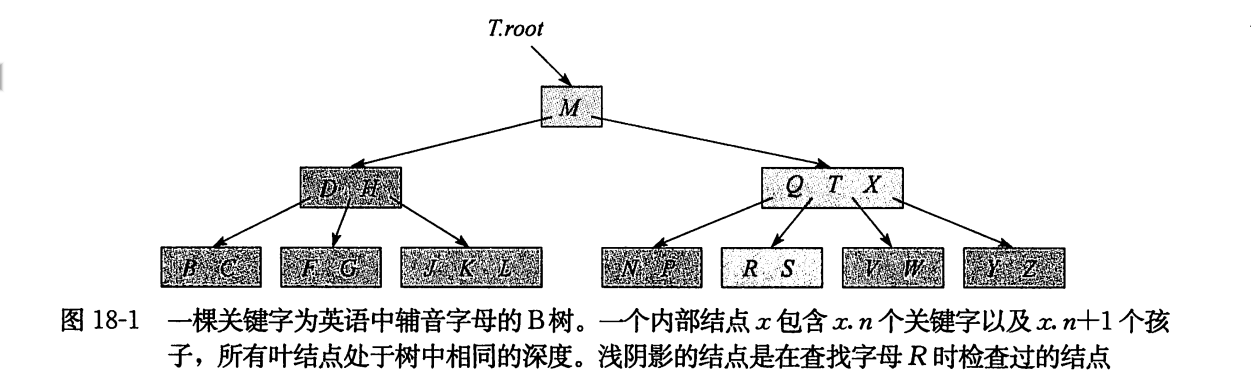 T.root
M
D H
Q T X
B C
F G
J K L
N P
R S
V W
Y Z
图 18-1 一棵关键字为英语中辅音字母的 B 树。一个内部结点 x 包含 x.n 个关键字以及 x.n+1 个孩
子，所有叶结点处于树中相同的深度。浅阴影的结点是在查找字母 R 时检查过的结点